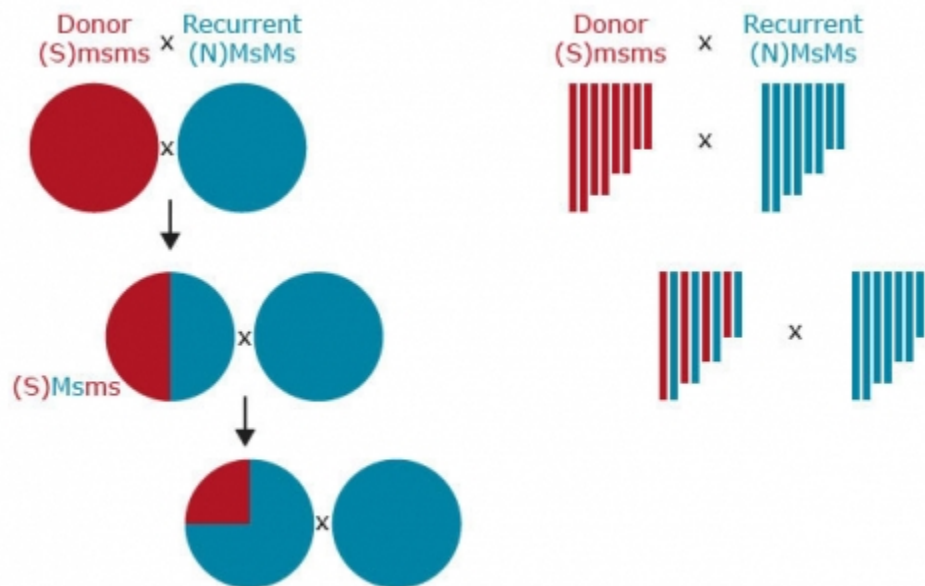 Donor
(S)msms
x
Recurrent
(N)MsMs
x
x
(S)Msms
x
Donor
(S)msms
x
Recurrent
(N)MsMs
x
x